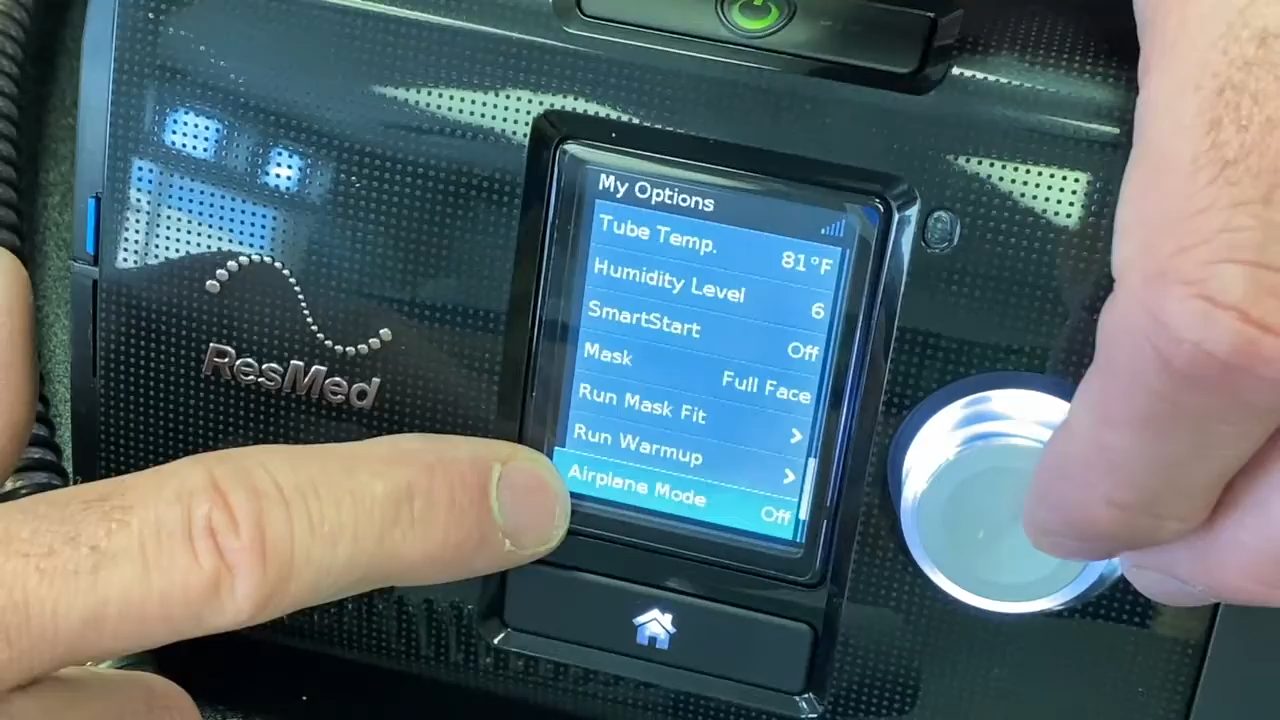 My Options
Tube Temp. 81°F
Humidity Level 6
SmartStart Off
Mask Full Face
Run Mask Fit >
Run Warmup >
Airplane Mode Off
ResMed